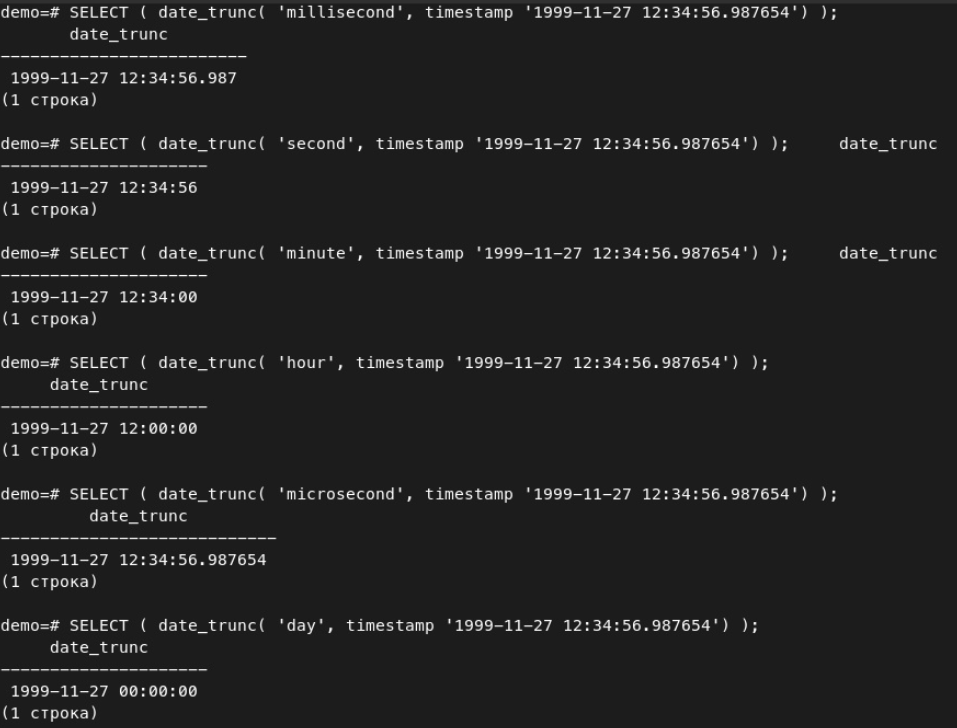 demo=# SELECT ( date_trunc( 'millisecond', timestamp '1999-11-27 12:34:56.987654') );
       date_trunc
-------------------------
 1999-11-27 12:34:56.987
(1 строка)

demo=# SELECT ( date_trunc( 'second', timestamp '1999-11-27 12:34:56.987654') );     date_trunc
---------------------
 1999-11-27 12:34:56
(1 строка)

demo=# SELECT ( date_trunc( 'minute', timestamp '1999-11-27 12:34:56.987654') );     date_trunc
---------------------
 1999-11-27 12:34:00
(1 строка)

demo=# SELECT ( date_trunc( 'hour', timestamp '1999-11-27 12:34:56.987654') );
     date_trunc
---------------------
 1999-11-27 12:00:00
(1 строка)

demo=# SELECT ( date_trunc( 'microsecond', timestamp '1999-11-27 12:34:56.987654') );
         date_trunc
----------------------------
 1999-11-27 12:34:56.987654
(1 строка)

demo=# SELECT ( date_trunc( 'day', timestamp '1999-11-27 12:34:56.987654') );
     date_trunc
---------------------
 1999-11-27 00:00:00
(1 строка)